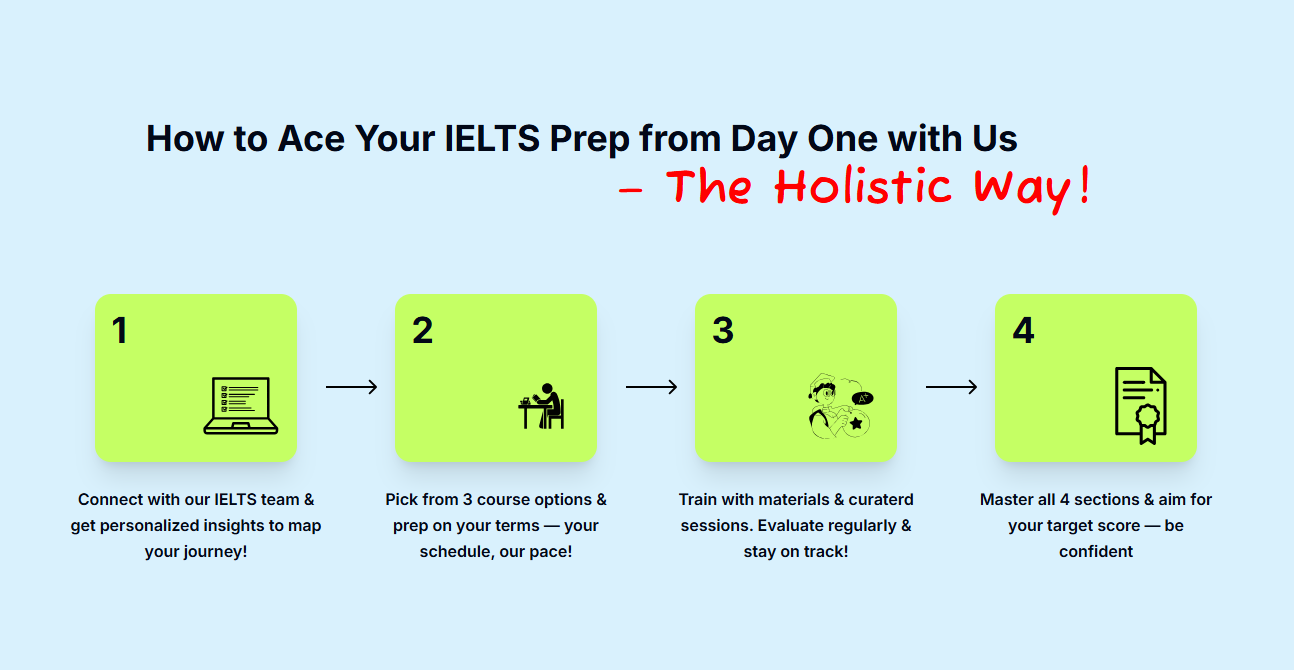 How to Ace Your IELTS Prep from Day One with Us
– The Holistic Way!
1
2
3
4
A+
Connect with our IELTS team &
get personalized insights to map
your journey!
Pick from 3 course options &
prep on your terms — your
schedule, our pace!
Train with materials & curaterd
sessions. Evaluate regularly &
stay on track!
Master all 4 sections & aim for
your target score — be
confident